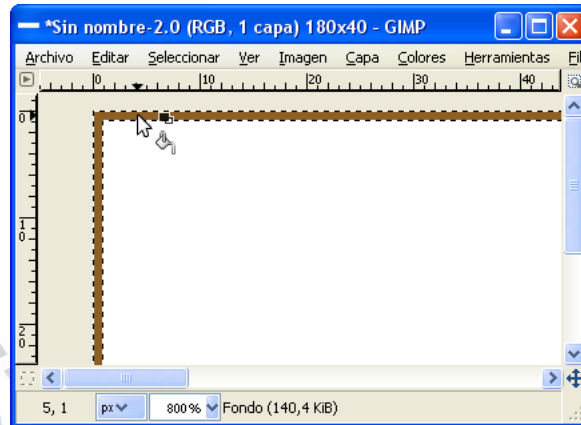 *Sin nombre-2.0 (RGB, 1 capa) 180x40 - GIMP
Archivo Editar Seleccionar Ver Imagen Capa Colores Herramientas
0 10 20 30 40
0
10
20
5, 1 px 800% Fondo (140,4 KiB)